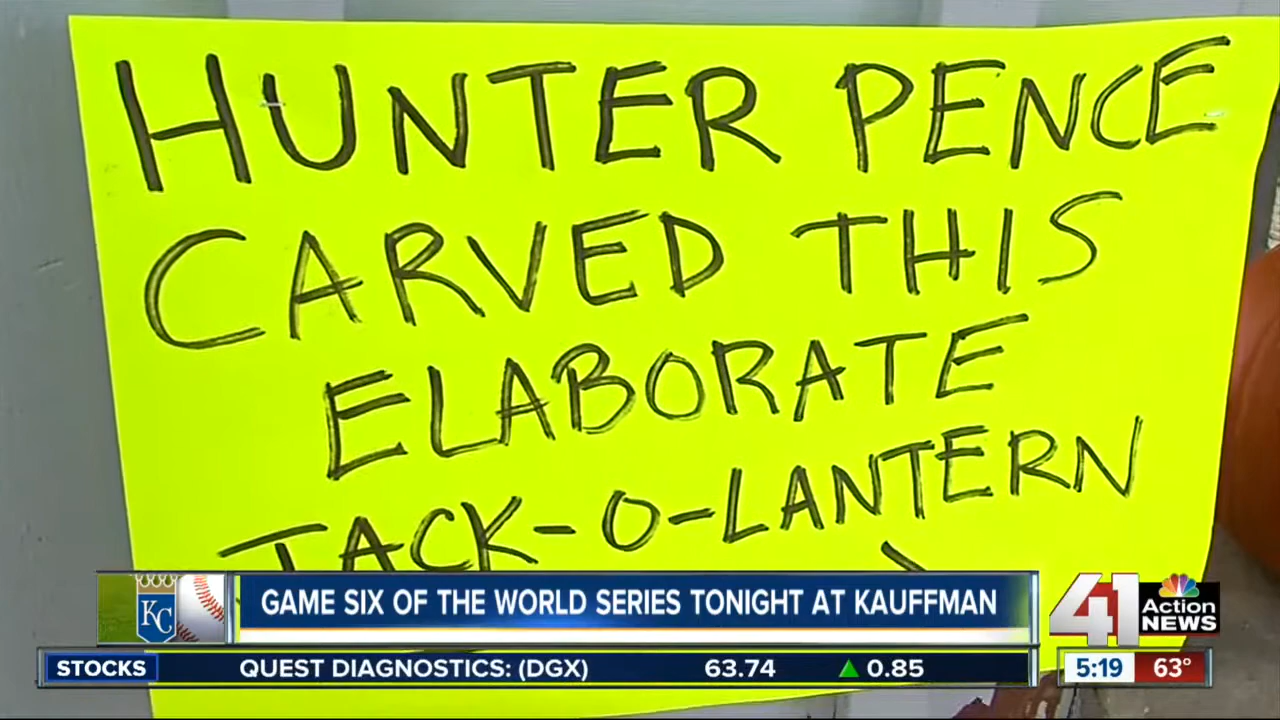 HUNTER PENCE
CARVED THIS
ELABORATE
JACK-O-LANTERN
KC
GAME SIX OF THE WORLD SERIES TONIGHT AT KAUFFMAN
41 Action NEWS
STOCKS QUEST DIAGNOSTICS: (DGX) 63.74 ▲ 0.85
5:19 63°